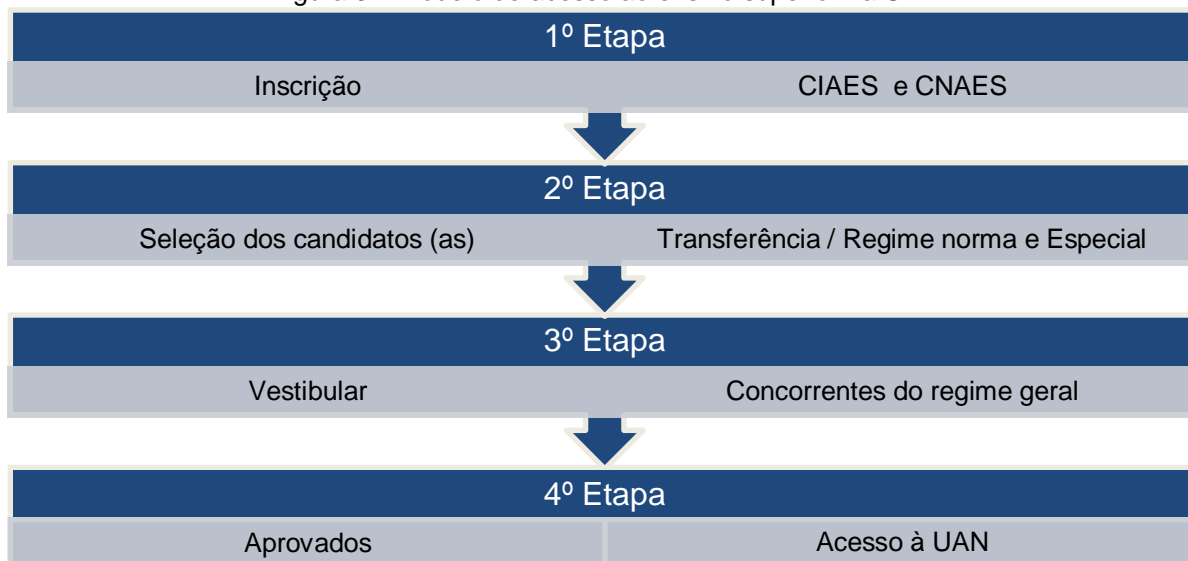 1º Etapa
Inscrição CIAES e CNAES
2º Etapa
Seleção dos candidatos (as) Transferência / Regime norma e Especial
3º Etapa
Vestibular Concorrentes do regime geral
4º Etapa
Aprovados Acesso à UAN